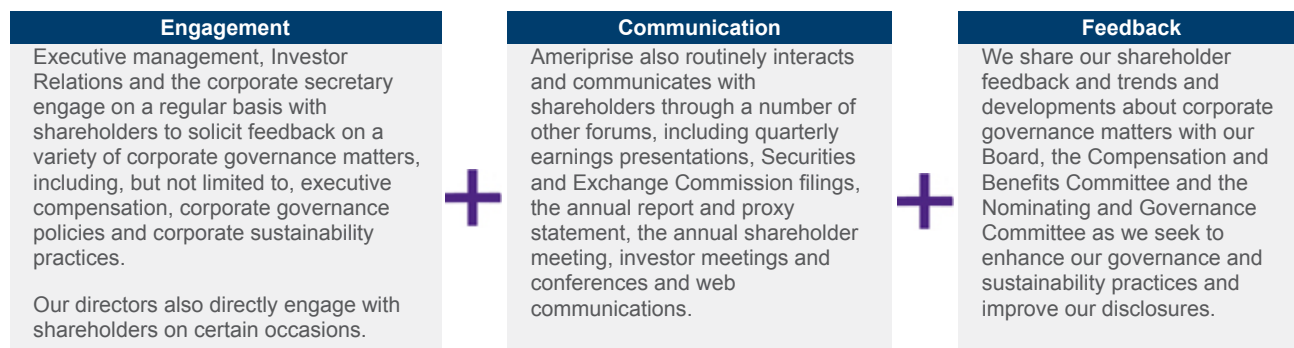 Engagement
Executive management, Investor
Relations and the corporate secretary
engage on a regular basis with
shareholders to solicit feedback on a
variety of corporate governance matters,
including, but not limited to, executive
compensation, corporate governance
policies and corporate sustainability
practices.
Our directors also directly engage with
shareholders on certain occasions.
Communication
Ameriprise also routinely interacts
and communicates with
shareholders through a number of
other forums, including quarterly
earnings presentations, Securities
and Exchange Commission filings,
the annual report and proxy
statement, the annual shareholder
meeting, investor meetings and
conferences and web
communications.
Feedback
We share our shareholder
feedback and trends and
developments about corporate
governance matters with our
Board, the Compensation and
Benefits Committee and the
Nominating and Governance
Committee as we seek to
enhance our governance and
sustainability practices and
improve our disclosures.